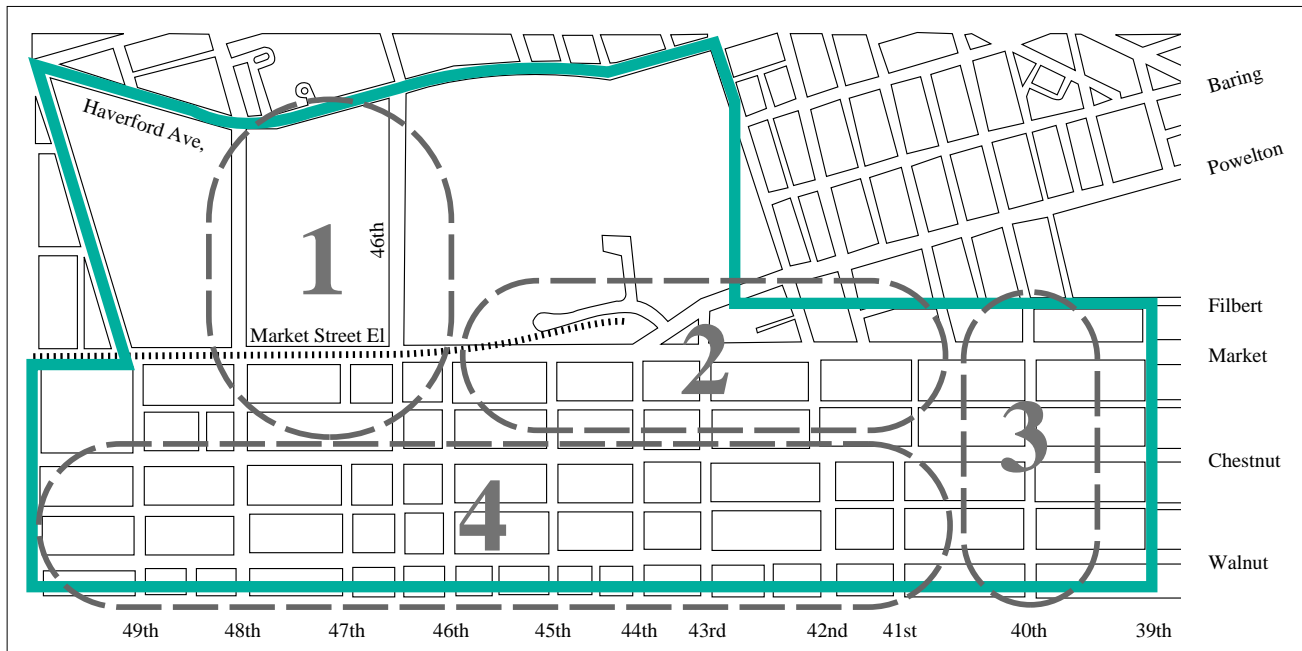 Baring
Haverford Ave,
Powelton
46th
1
Filbert
Market Street El
Market
2
3
Chestnut
4
Walnut
49th
48th
47th
46th
45th
44th
43rd
42nd
41st
40th
39th